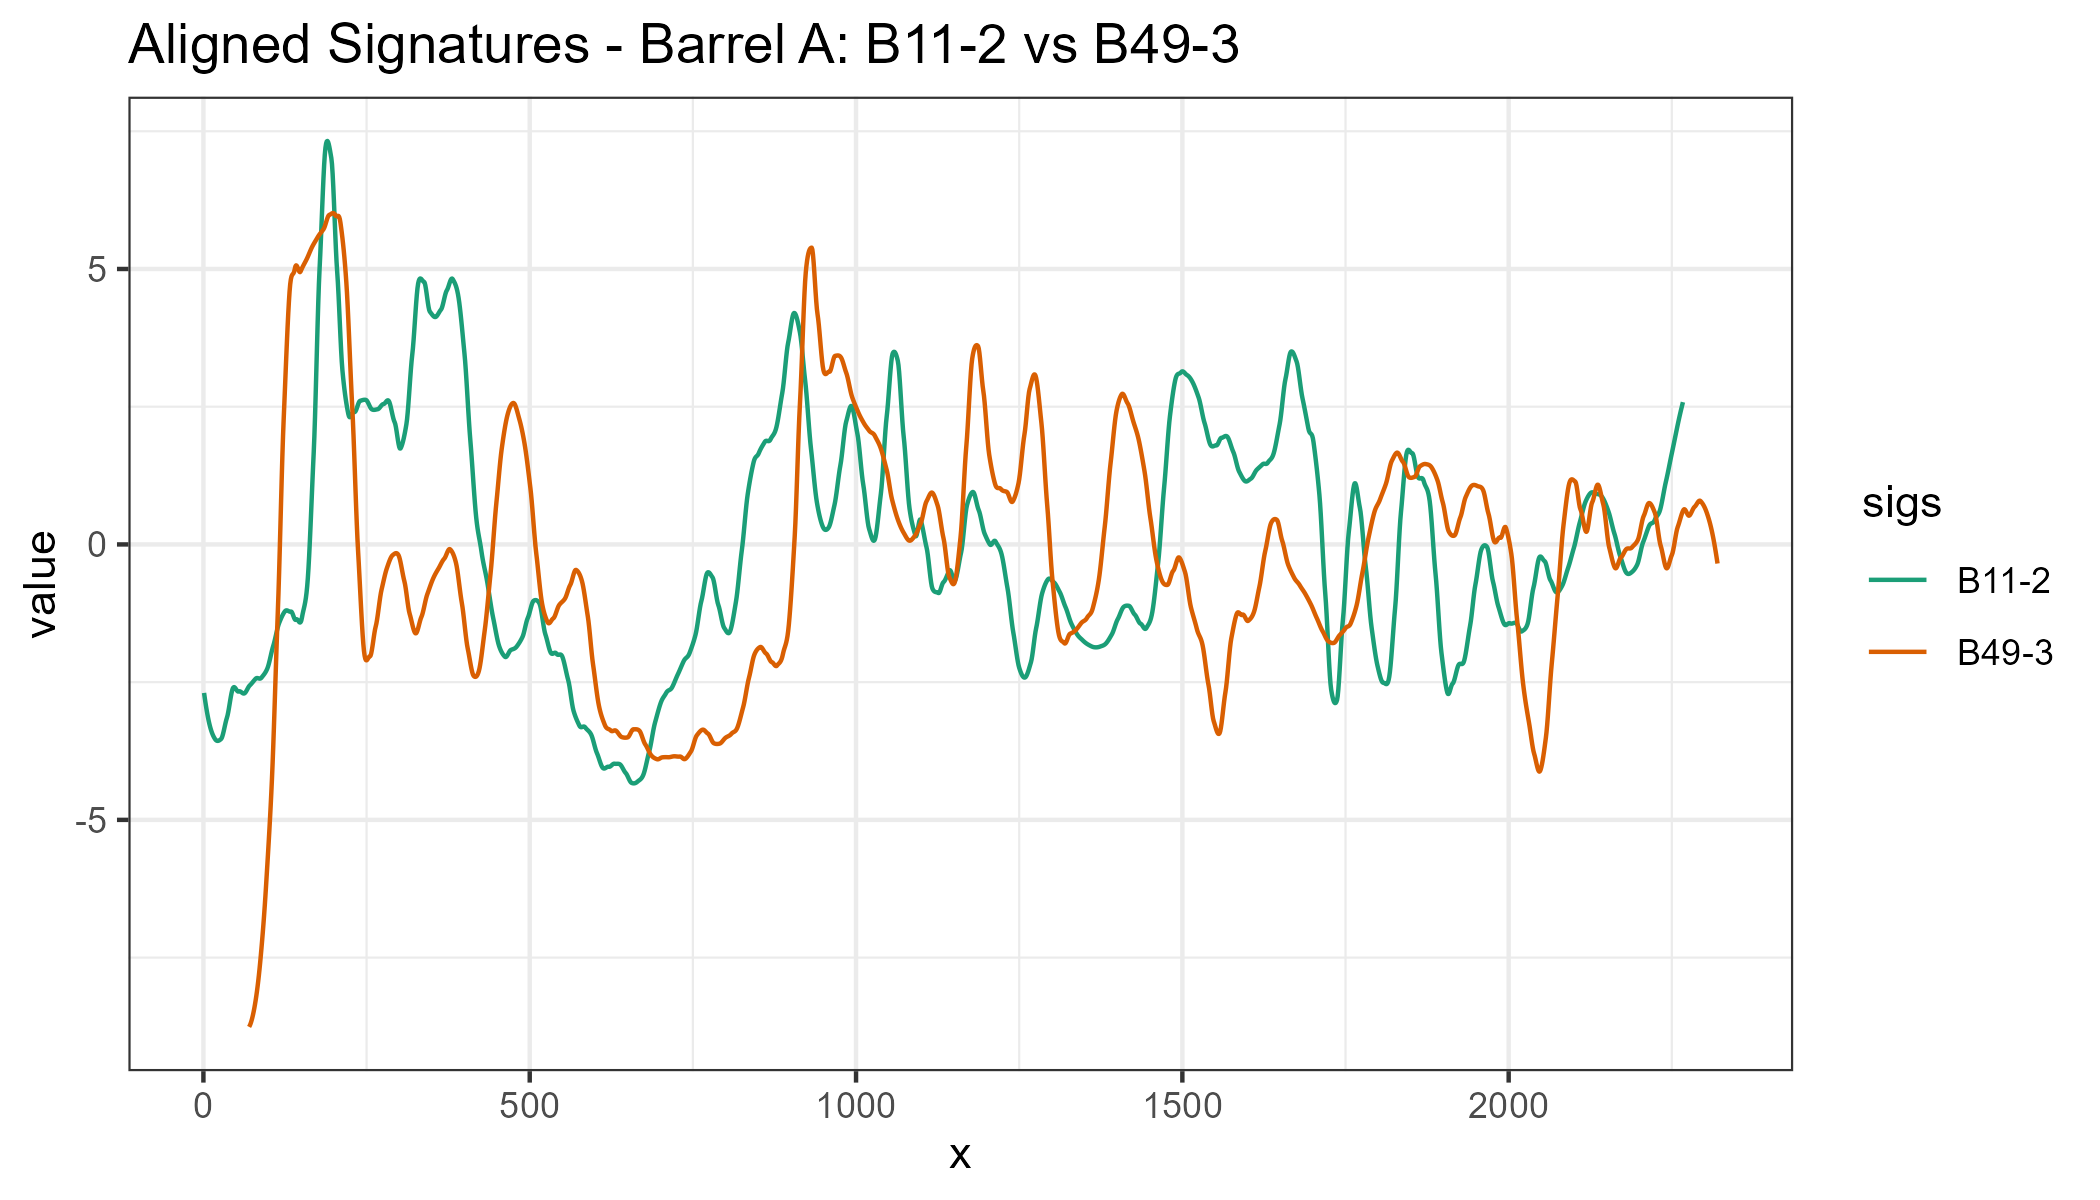 Aligned Signatures - Barrel A: B11-2 vs B49-3
5
0
-5
value
0 500 1000 1500 2000
x
sigs
B11-2
B49-3